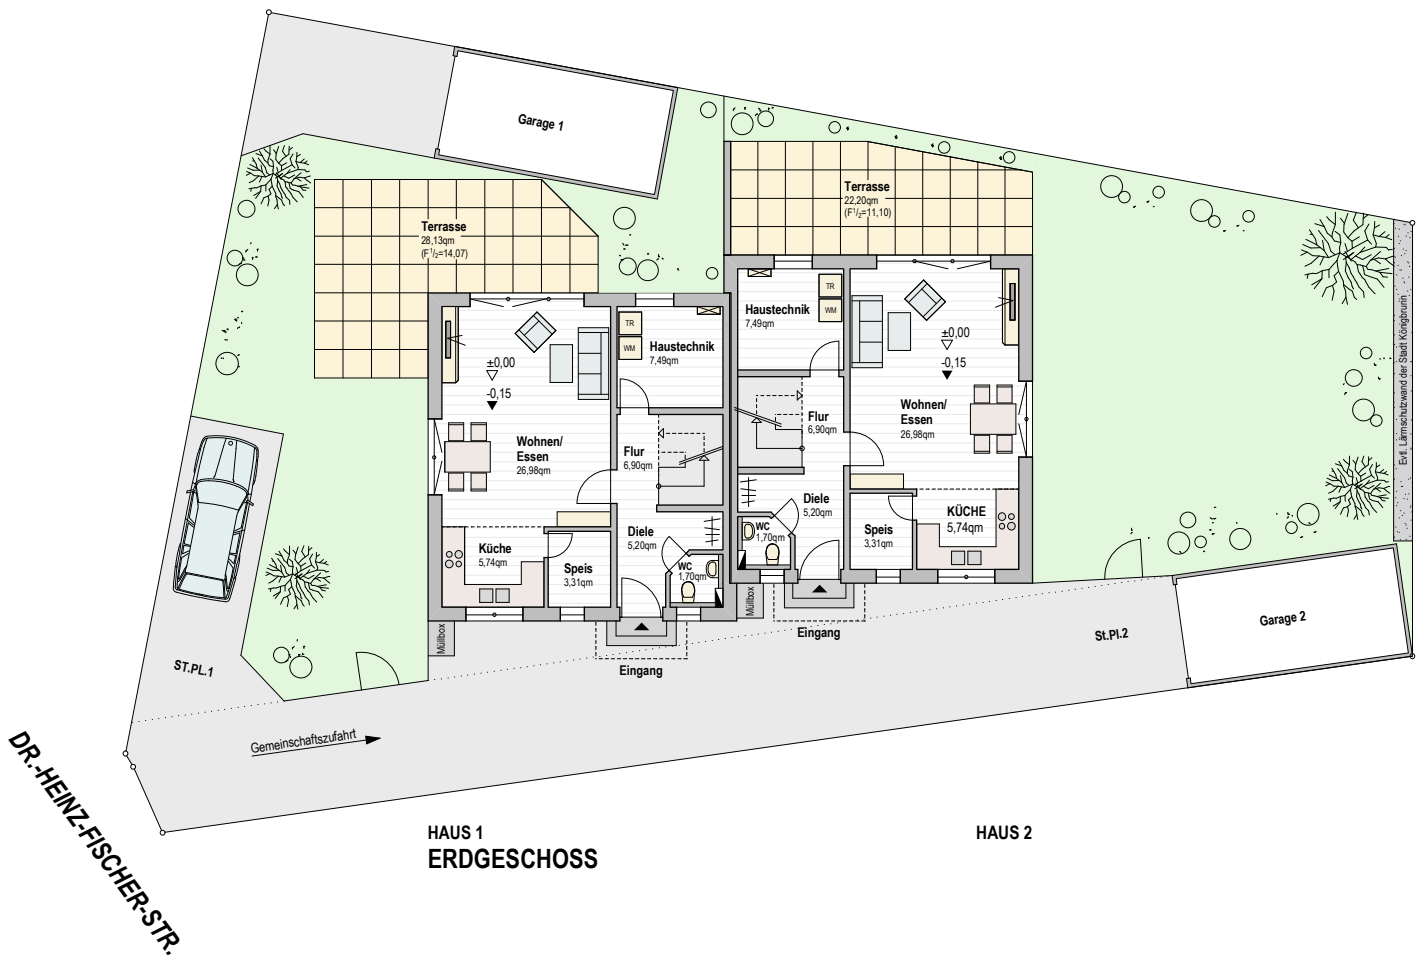 Garage 1
Terrasse
28,13qm
(F¹/₂=14,07)
Terrasse
22,20qm
(F¹/₂=11,10)
TR
WM
Haustechnik
7,49qm
±0,00
-0,15
Wohnen/
Essen
26,98qm
Flur
6,90qm
Diele
5,20qm
Küche
5,74qm
Speis
3,31qm
WC
1,70qm
Müllbox
Eingang
Haustechnik
7,49qm
TR
WM
±0,00
-0,15
Wohnen/
Essen
26,98qm
Flur
6,90qm
Diele
5,20qm
WC
1,70qm
Speis
3,31qm
KÜCHE
5,74qm
Müllbox
Eingang
Evtl. Lärmschutzwand der Stadt Königbrunn
St.Pl.2
Garage 2
ST.PL.1
Gemeinschaftszufahrt
DR.-HEINZ-FISCHER-STR.
HAUS 1
ERDGESCHOSS
HAUS 2